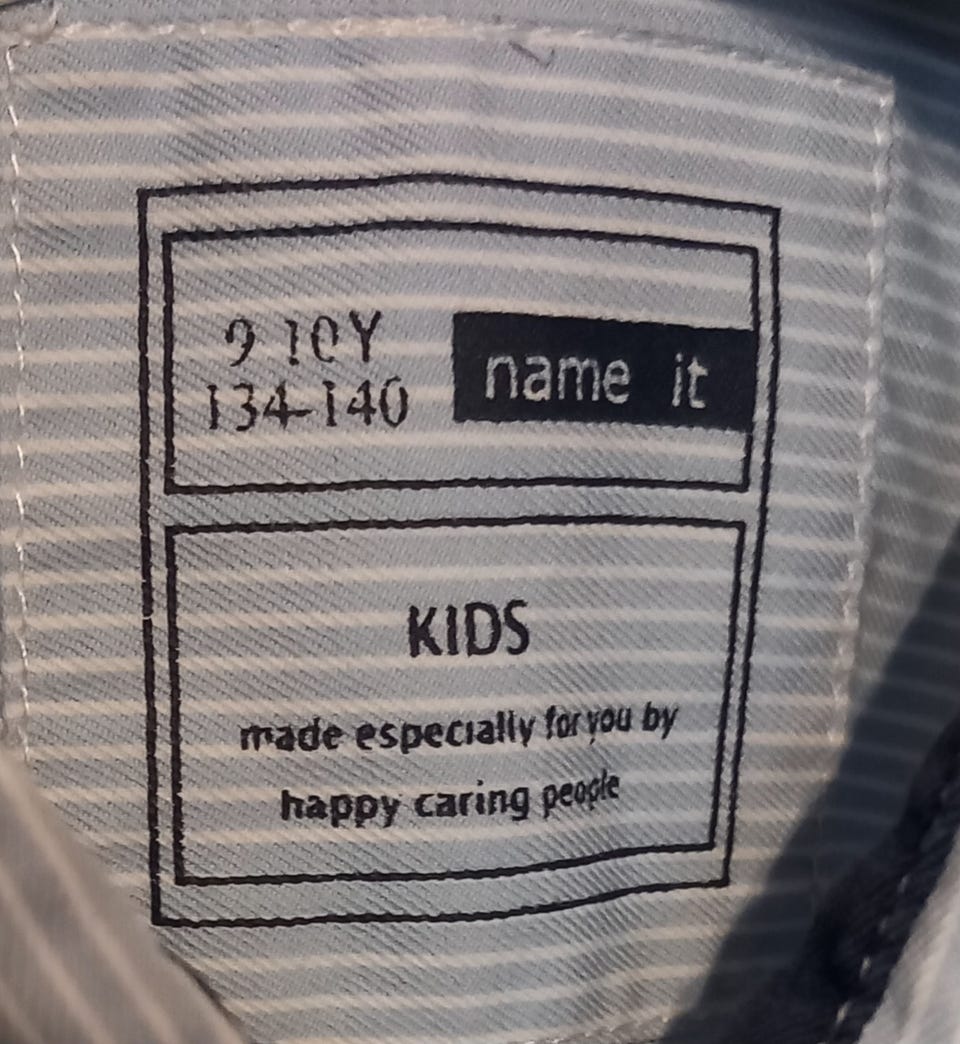 9 10Y
134-140
name it
KIDS
made especially for you by
happy caring people